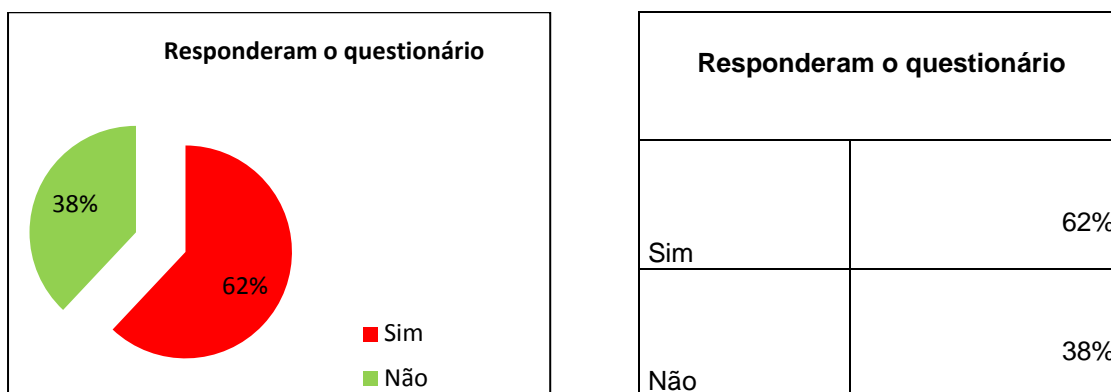 Responderam o questionário
38%
62%
Sim
Não
Responderam o questionário
Sim 62%
Não 38%